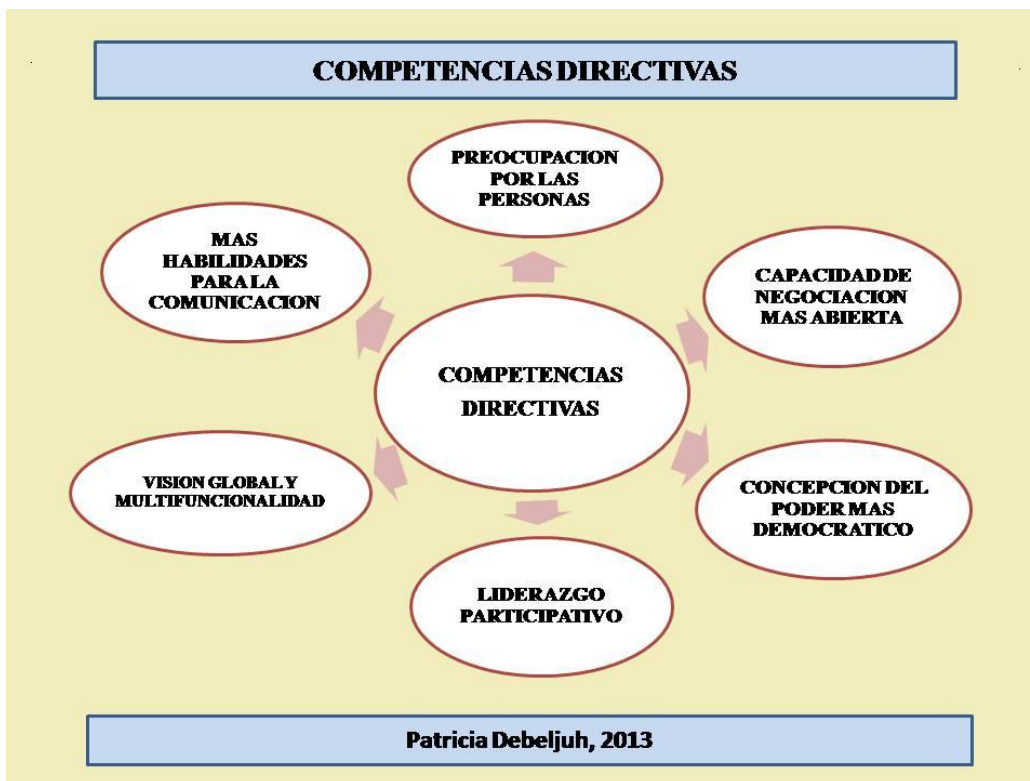 COMPETENCIAS DIRECTIVAS
PREOCUPACION
POR LAS
PERSONAS
MAS
HABILIDADES
PARA LA
COMUNICACION
CAPACIDAD DE
NEGOCIACION
MAS ABIERTA
COMPETENCIAS
DIRECTIVAS
VISION GLOBAL Y
MULTIFUNCIONALIDAD
CONCEPCION DEL
PODER MAS
DEMOCRATICO
LIDERAZGO
PARTICIPATIVO
Patricia Debeljuh, 2013